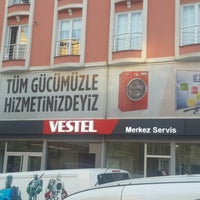 TÜM GÜCÜMÜZLE
HİZMETİNİZDEYİZ
VESTEL Merkez Servis